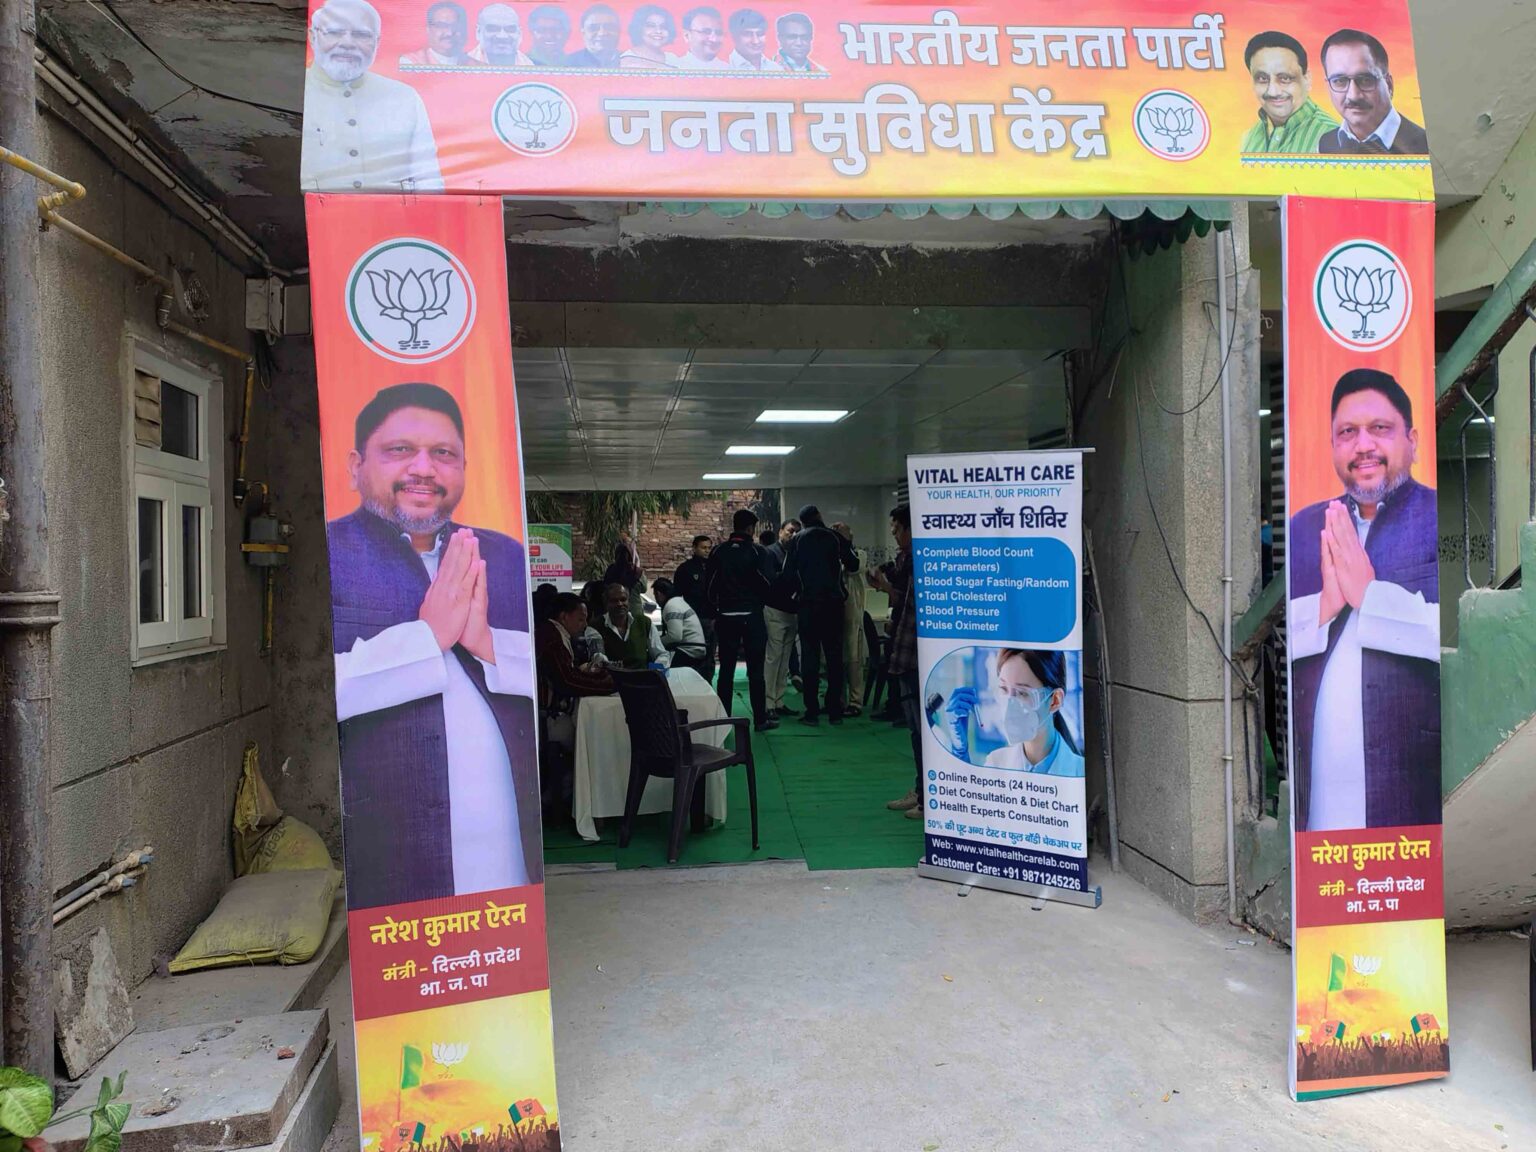 भारतीय जनता पार्टी
जनता सुविधा केंद्र
VITAL HEALTH CARE
YOUR HEALTH, OUR PRIORITY
स्वास्थ्य जाँच शिविर
• Complete Blood Count
(24 Parameters)
• Blood Sugar Fasting/Random
• Total Cholesterol
• Blood Pressure
• Pulse Oximeter
Online Reports (24 Hours)
Diet Consultation & Diet Chart
Health Experts Consultation
50% की छूट अन्य टेस्ट व फुल बॉडी चेकअप पर
Web: www.vitalhealthcarelab.com
Customer Care: +91 9871245226
YOUR LIFE
नरेश कुमार ऐरन
मंत्री - दिल्ली प्रदेश
भा. ज. पा
नरेश कुमार ऐरन
मंत्री - दिल्ली प्रदेश
भा. ज. पा